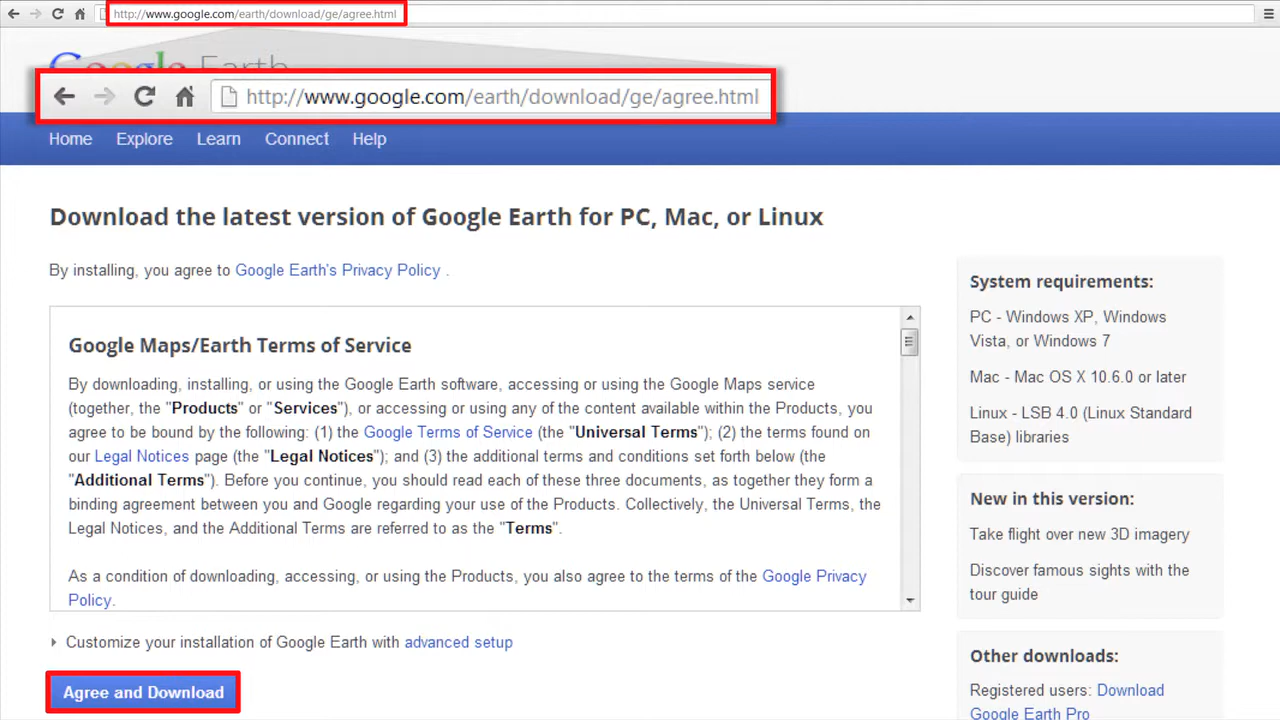 http://www.google.com/earth/download/ge/agree.html
Google Earth
http://www.google.com/earth/download/ge/agree.html
Home Explore Learn Connect Help
Download the latest version of Google Earth for PC, Mac, or Linux
By installing, you agree to Google Earth's Privacy Policy .
Google Maps/Earth Terms of Service
By downloading, installing, or using the Google Earth software, accessing or using the Google Maps service
(together, the "Products" or "Services"), or accessing or using any of the content available within the Products, you
agree to be bound by the following: (1) the Google Terms of Service (the "Universal Terms"); (2) the terms found on
our Legal Notices page (the "Legal Notices"); and (3) the additional terms and conditions set forth below (the
"Additional Terms"). Before you continue, you should read each of these three documents, as together they form a
binding agreement between you and Google regarding your use of the Products. Collectively, the Universal Terms, the
Legal Notices, and the Additional Terms are referred to as the "Terms".
As a condition of downloading, accessing, or using the Products, you also agree to the terms of the Google Privacy
Policy.
Customize your installation of Google Earth with advanced setup
Agree and Download
System requirements:
PC - Windows XP, Windows
Vista, or Windows 7
Mac - Mac OS X 10.6.0 or later
Linux - LSB 4.0 (Linux Standard
Base) libraries
New in this version:
Take flight over new 3D imagery
Discover famous sights with the
tour guide
Other downloads:
Registered users: Download
Google Earth Pro